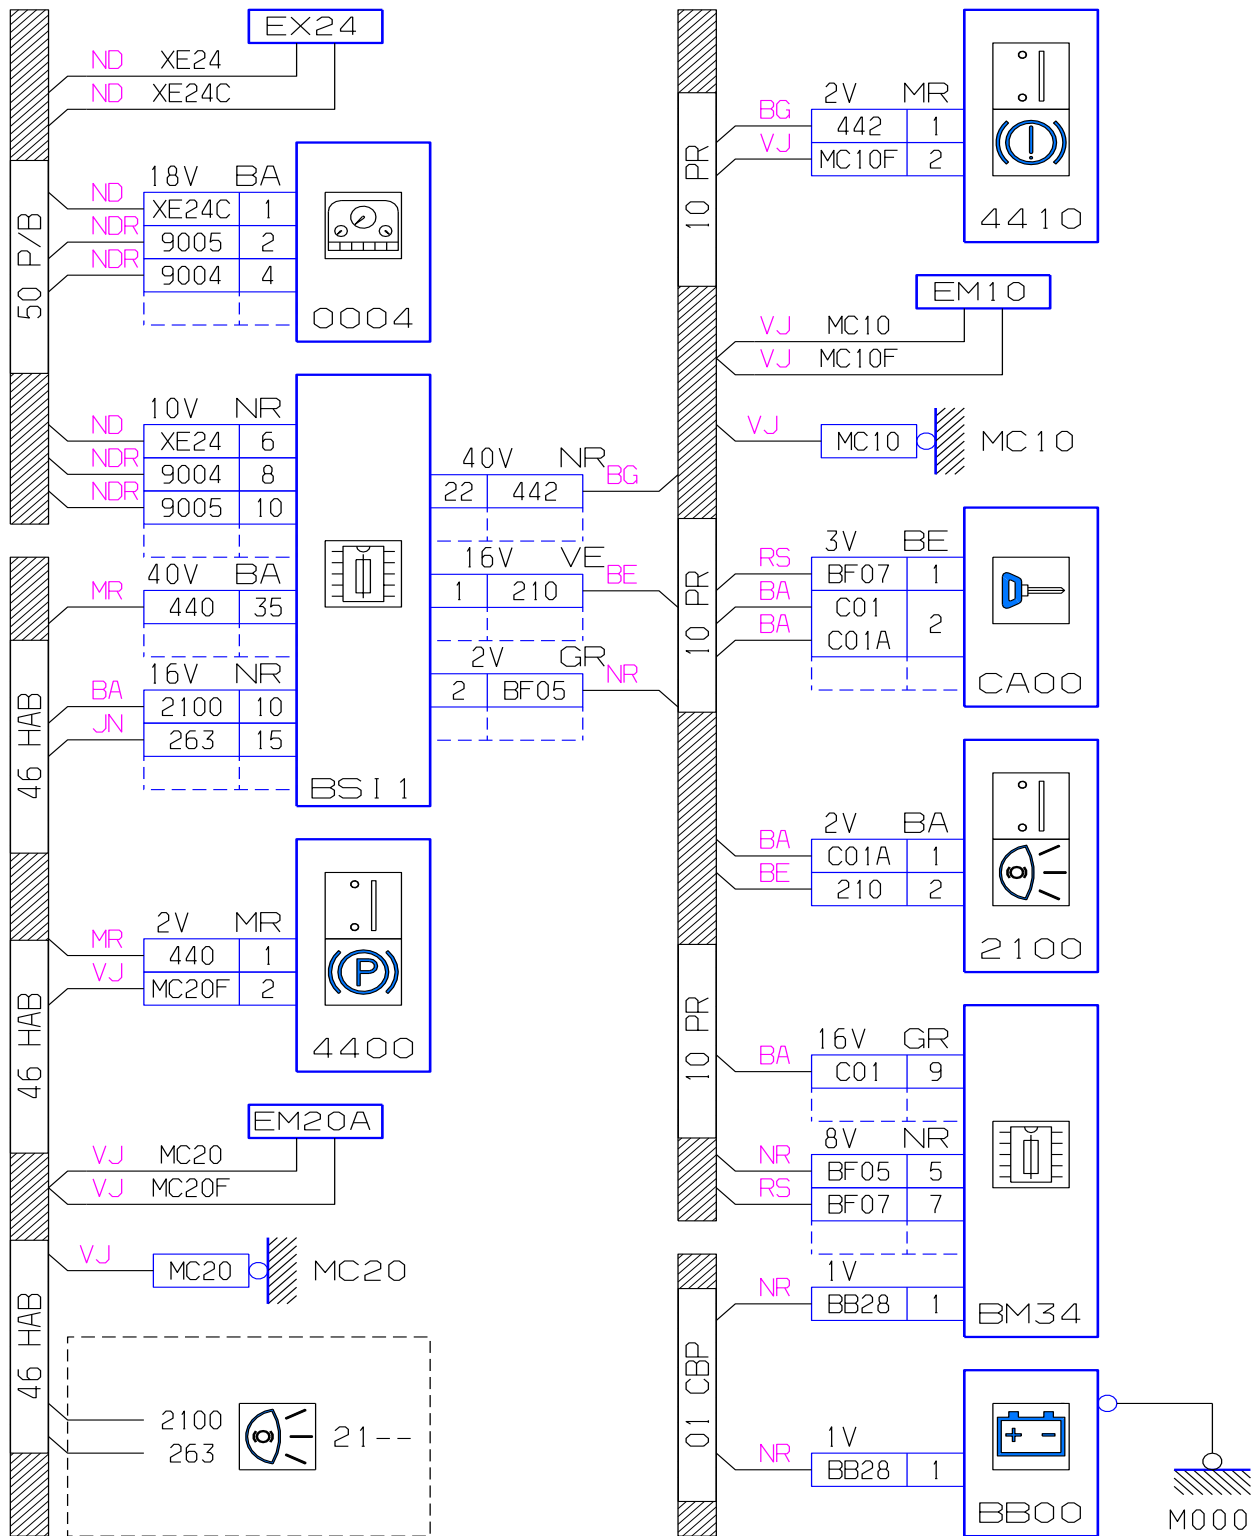 EX24
ND XE24
ND XE24C
50 P/B
18V BA
ND XE24C 1
NDR 9005 2
NDR 9004 4
0004
10V NR
ND XE24 6
NDR 9004 8
NDR 9005 10
40V BA
MR 440 35
16V NR
BA 2100 10
JN 263 15
BSI1
40V NR
22 442 BG
16V VE
1 210 BE
2V GR
2 BF05 NR
46 HAB
2V MR
MR 440 1
VJ MC20F 2
4400
46 HAB
EM20A
VJ MC20
VJ MC20F
VJ MC20 MC20
46 HAB
2100
263
21--
10 PR
2V MR
BG 442 1
VJ MC10F 2
4410
EM10
VJ MC10
VJ MC10F
VJ MC10 MC10
10 PR
3V BE
RS BF07 1
BA C01 2
BA C01A
CA00
2V BA
BA C01A 1
BE 210 2
2100
10 PR
16V GR
BA C01 9
8V NR
NR BF05 5
RS BF07 7
1V
NR BB28 1
BM34
01 CBP
1V
NR BB28 1
+ -
BB00
M000